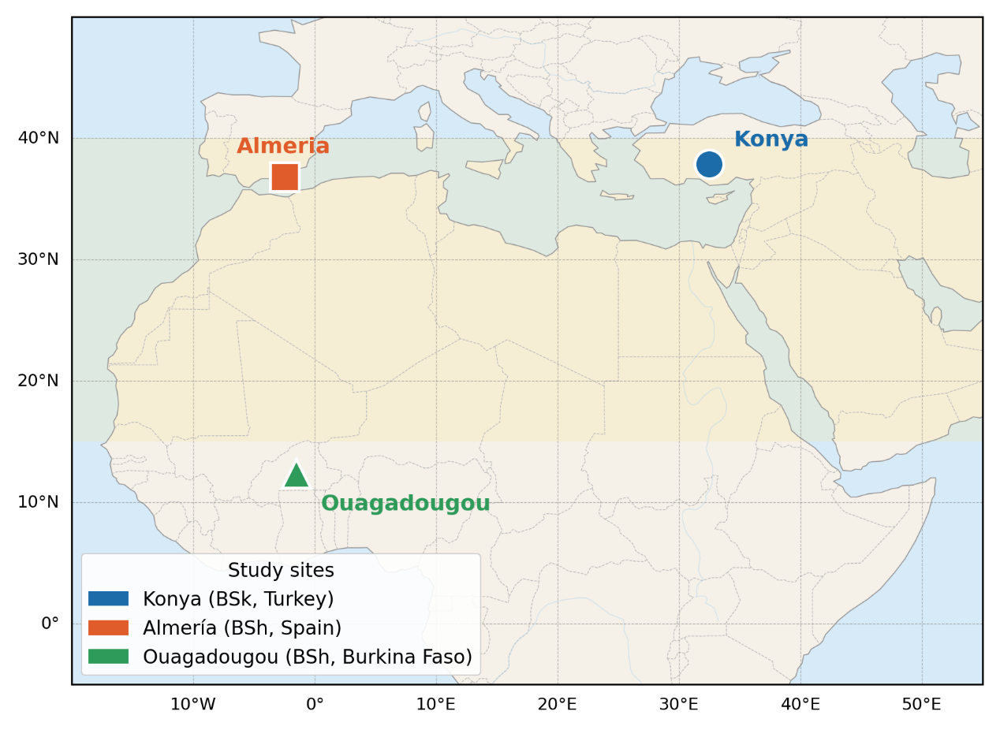 40°N
30°N
20°N
10°N
0°
Almería
Konya
Ouagadougou
Study sites
Konya (BSk, Turkey)
Almería (BSh, Spain)
Ouagadougou (BSh, Burkina Faso)
10°W
0°
10°E
20°E
30°E
40°E
50°E